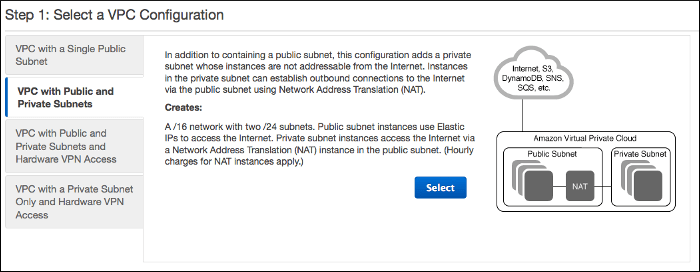 Step 1: Select a VPC Configuration
VPC with a Single Public
Subnet
VPC with Public and
Private Subnets
VPC with Public and
Private Subnets and
Hardware VPN Access
VPC with a Private Subnet
Only and Hardware VPN
Access
In addition to containing a public subnet, this configuration adds a private
subnet whose instances are not addressable from the Internet. Instances
in the private subnet can establish outbound connections to the Internet
via the public subnet using Network Address Translation (NAT).
Creates:
A /16 network with two /24 subnets. Public subnet instances use Elastic
IPs to access the Internet. Private subnet instances access the Internet via
a Network Address Translation (NAT) instance in the public subnet. (Hourly
charges for NAT instances apply.)
Select
Internet, S3,
DynamoDB, SNS,
SQS, etc.
Amazon Virtual Private Cloud
Public Subnet
Private Subnet
NAT